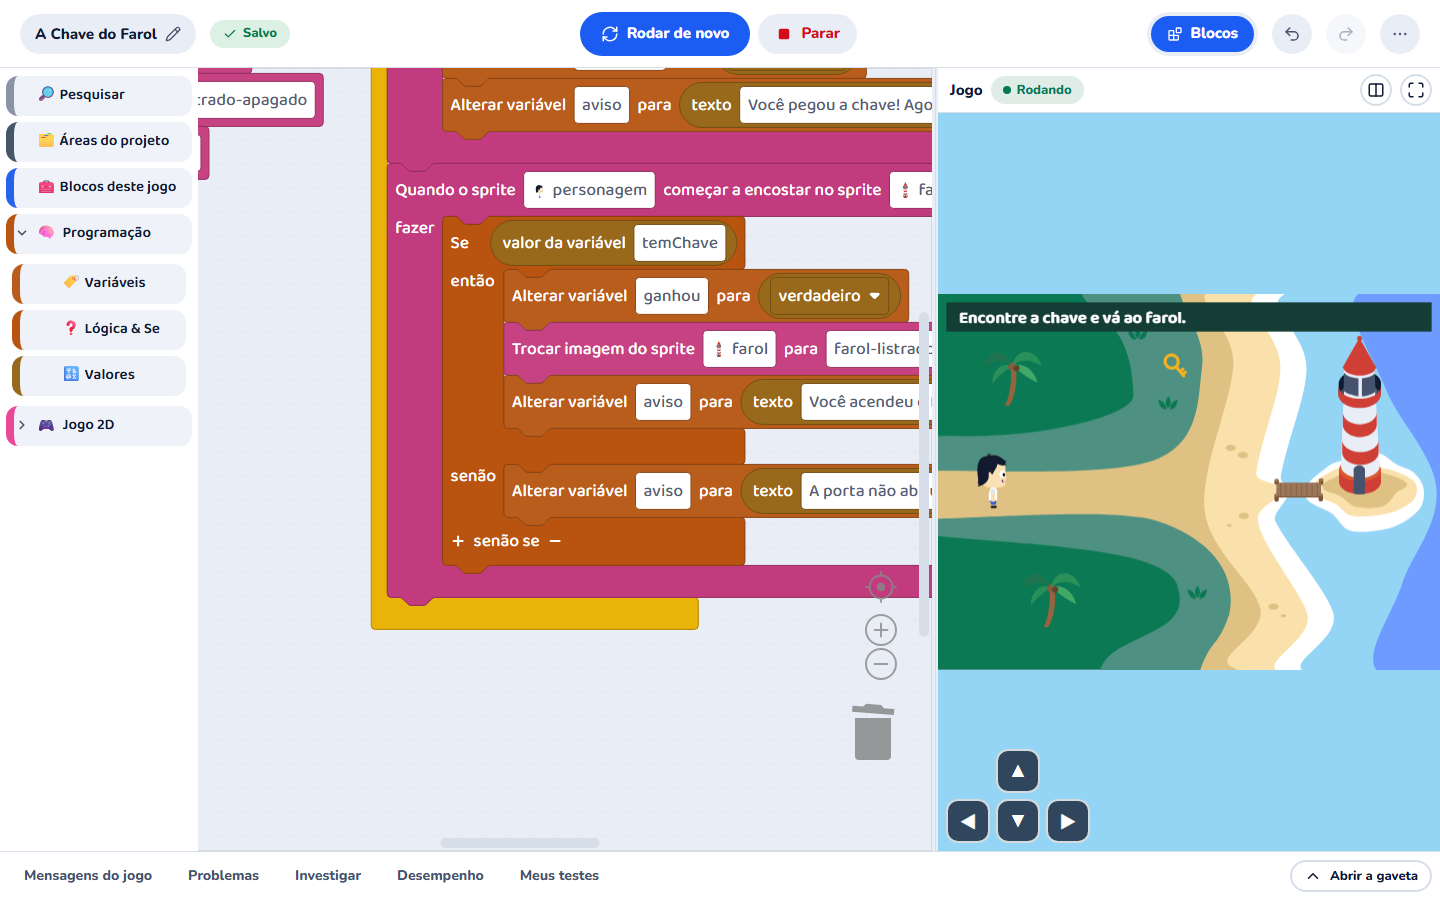 A Chave do Farol
Salvo
Rodar de novo
Parar
Blocos
Pesquisar
Áreas do projeto
Blocos deste jogo
Programação
Variáveis
Lógica & Se
Valores
Jogo 2D
trado-apagado
Alterar variável aviso para texto Você pegou a chave! Ago
Quando o sprite personagem começar a encostar no sprite fa
fazer
Se valor da variável temChave
então
Alterar variável ganhou para verdadeiro
Trocar imagem do sprite farol para farol-listrado
Alterar variável aviso para texto Você acendeu o
senão
Alterar variável aviso para texto A porta não ab
+ senão se −
Jogo
Rodando
Encontre a chave e vá ao farol.
Mensagens do jogo
Problemas
Investigar
Desempenho
Meus testes
Abrir a gaveta